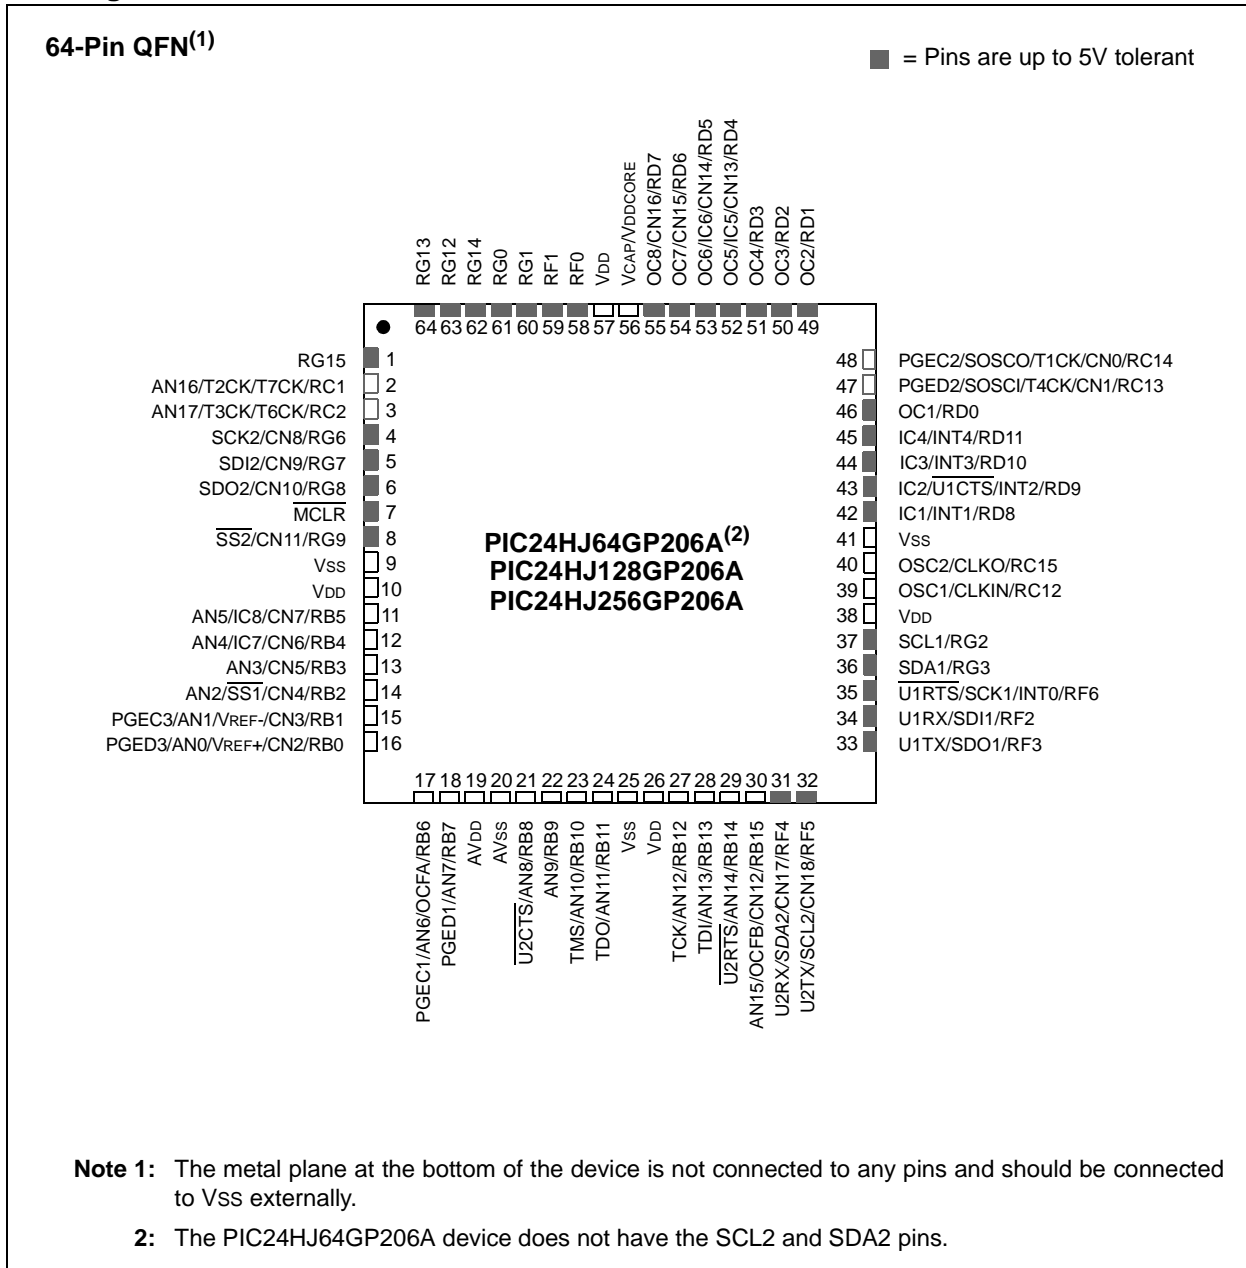 64-Pin QFN(1)
= Pins are up to 5V tolerant
RG13
RG12
RG14
RG0
RG1
RF1
RF0
VDD
VCAP/VDDCORE
OC8/CN16/RD7
OC7/CN15/RD6
OC6/IC6/CN14/RD5
OC5/IC5/CN13/RD4
OC4/RD3
OC3/RD2
OC2/RD1
64 63 62 61 60 59 58 57 56 55 54 53 52 51 50 49
RG15 1
AN16/T2CK/T7CK/RC1 2
AN17/T3CK/T6CK/RC2 3
SCK2/CN8/RG6 4
SDI2/CN9/RG7 5
SDO2/CN10/RG8 6
MCLR 7
SS2/CN11/RG9 8
VSS 9
VDD 10
AN5/IC8/CN7/RB5 11
AN4/IC7/CN6/RB4 12
AN3/CN5/RB3 13
AN2/SS1/CN4/RB2 14
PGEC3/AN1/VREF-/CN3/RB1 15
PGED3/AN0/VREF+/CN2/RB0 16
PIC24HJ64GP206A(2)
PIC24HJ128GP206A
PIC24HJ256GP206A
48 PGEC2/SOSCO/T1CK/CN0/RC14
47 PGED2/SOSCI/T4CK/CN1/RC13
46 OC1/RD0
45 IC4/INT4/RD11
44 IC3/INT3/RD10
43 IC2/U1CTS/INT2/RD9
42 IC1/INT1/RD8
41 VSS
40 OSC2/CLKO/RC15
39 OSC1/CLKIN/RC12
38 VDD
37 SCL1/RG2
36 SDA1/RG3
35 U1RTS/SCK1/INT0/RF6
34 U1RX/SDI1/RF2
33 U1TX/SDO1/RF3
17 18 19 20 21 22 23 24 25 26 27 28 29 30 31 32
PGEC1/AN6/OCFA/RB6
PGED1/AN7/RB7
AVDD
AVSS
U2CTS/AN8/RB8
AN9/RB9
TMS/AN10/RB10
TDO/AN11/RB11
VSS
VDD
TCK/AN12/RB12
TDI/AN13/RB13
U2RTS/AN14/RB14
AN15/OCFB/CN12/RB15
U2RX/SDA2/CN17/RF4
U2TX/SCL2/CN18/RF5
Note 1: The metal plane at the bottom of the device is not connected to any pins and should be connected
to VSS externally.
2: The PIC24HJ64GP206A device does not have the SCL2 and SDA2 pins.